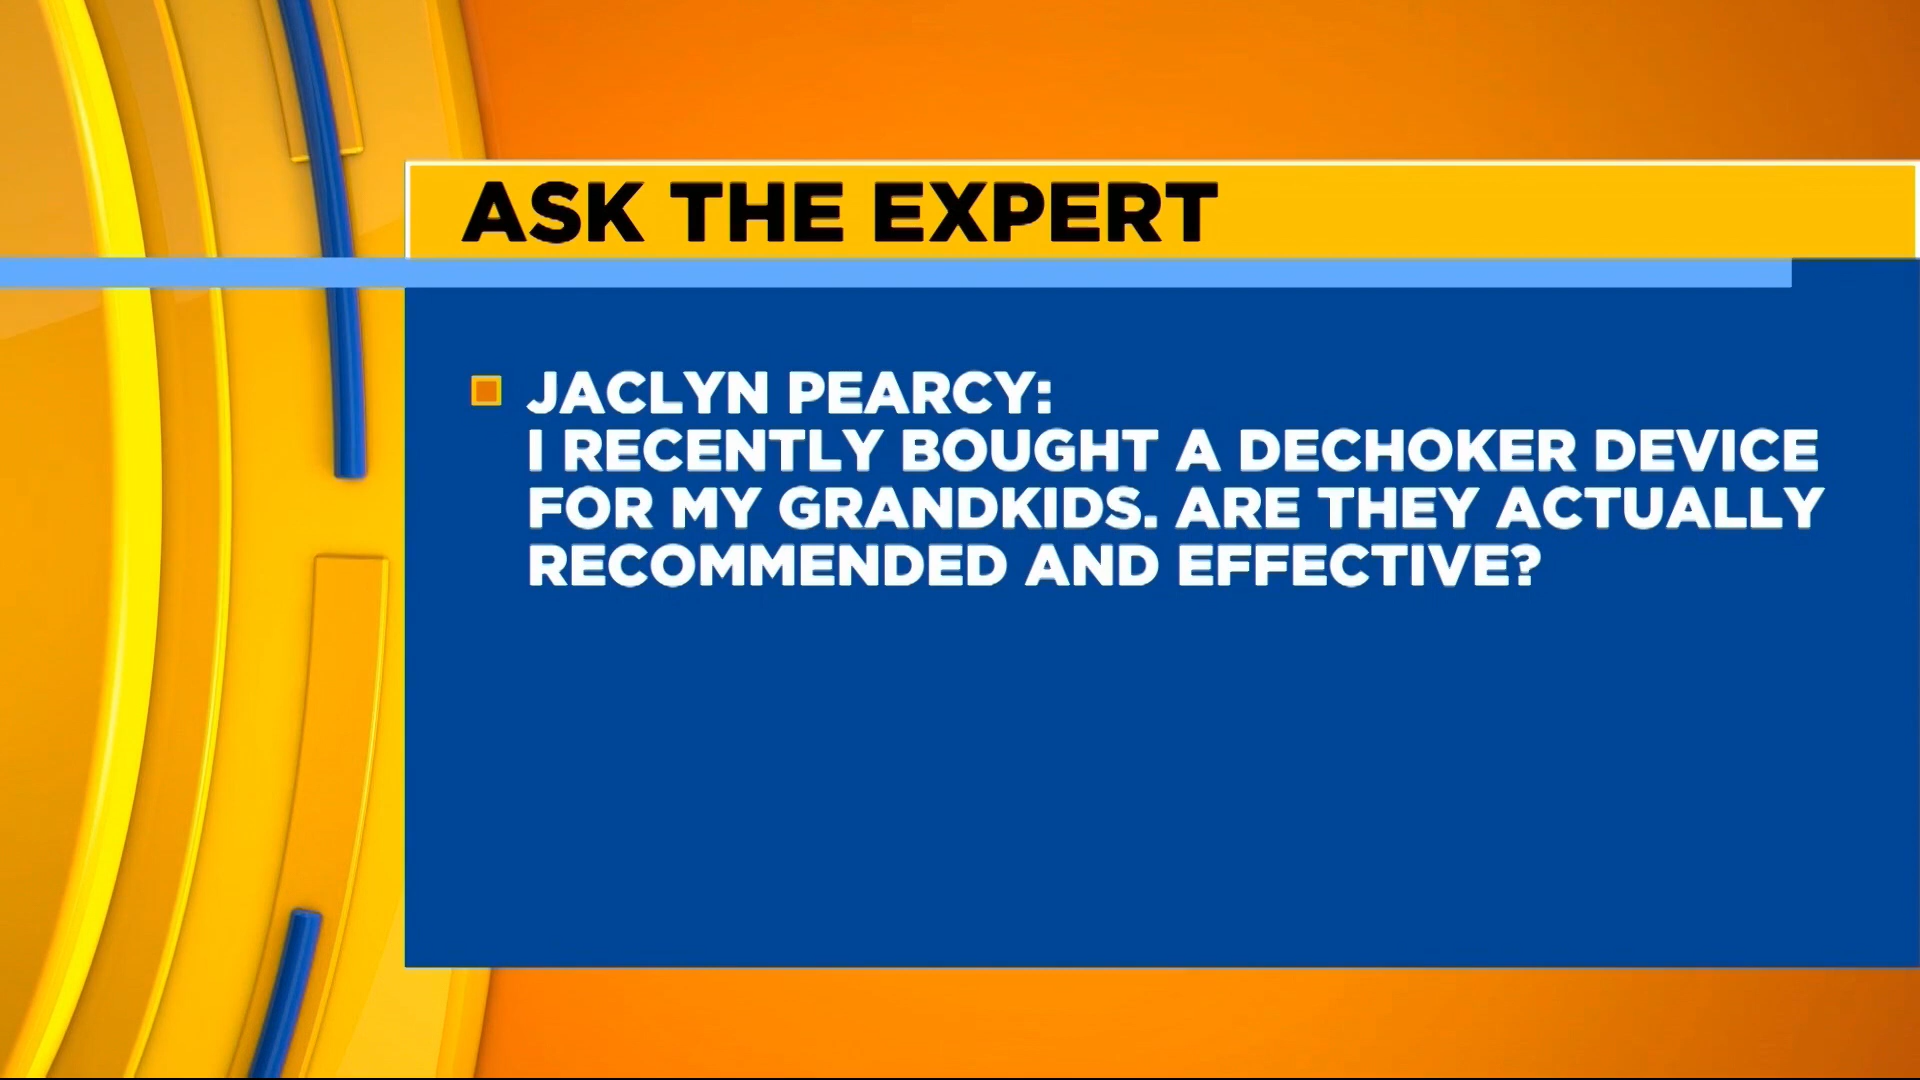 ASK THE EXPERT
JACLYN PEARCY:
I RECENTLY BOUGHT A DECHOKER DEVICE
FOR MY GRANDKIDS. ARE THEY ACTUALLY
RECOMMENDED AND EFFECTIVE?